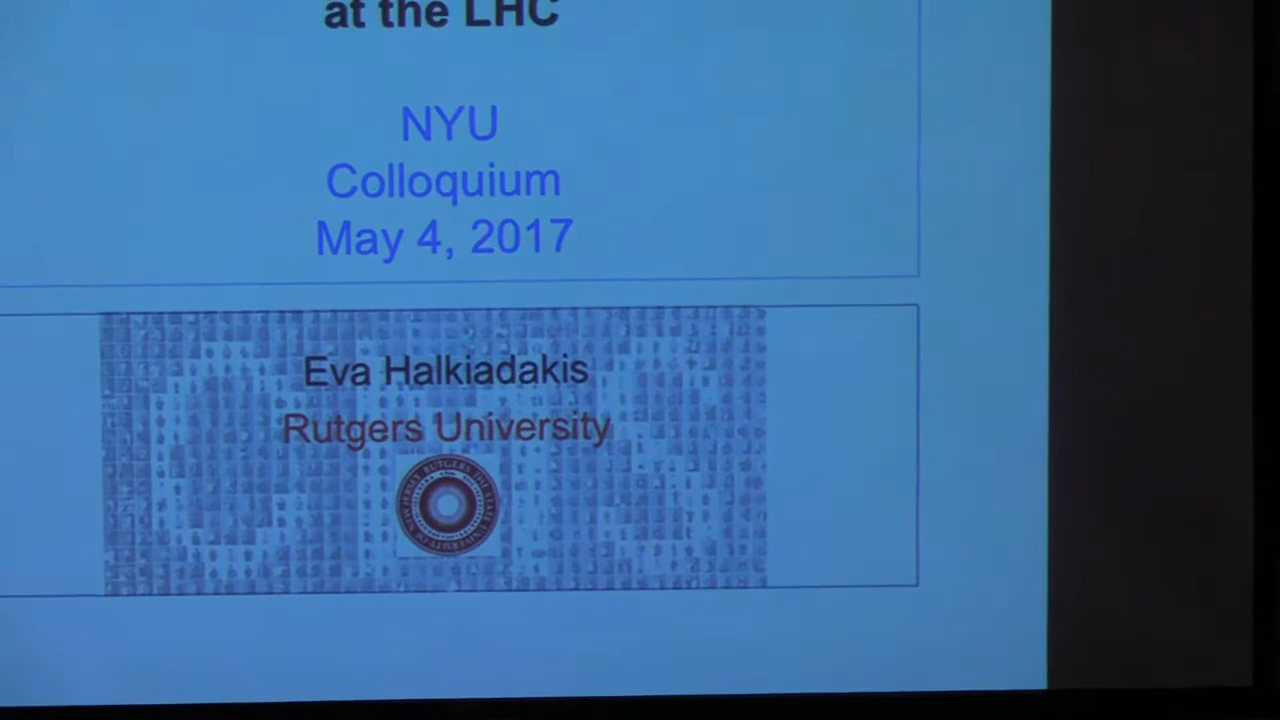 at the LHC
NYU
Colloquium
May 4, 2017
Eva Halkiadakis
Rutgers University